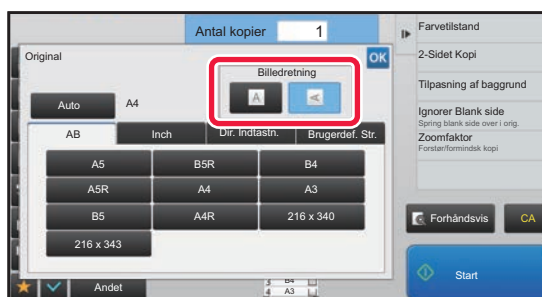 Antal kopier 1
Original
OK
Billedretning
A A
Auto A4
AB Inch Dir. Indtastn. Brugerdef. Str.
A5 B5R B4
A5R A4 A3
B5 A4R 216 x 340
216 x 343
Andet
3 B4
4 A3
Farvetilstand
2-Sidet Kopi
Tilpasning af baggrund
Ignorer Blank side
Spring blank side over i orig.
Zoomfaktor
Forstør/formindsk kopi
Forhåndsvis CA
Start